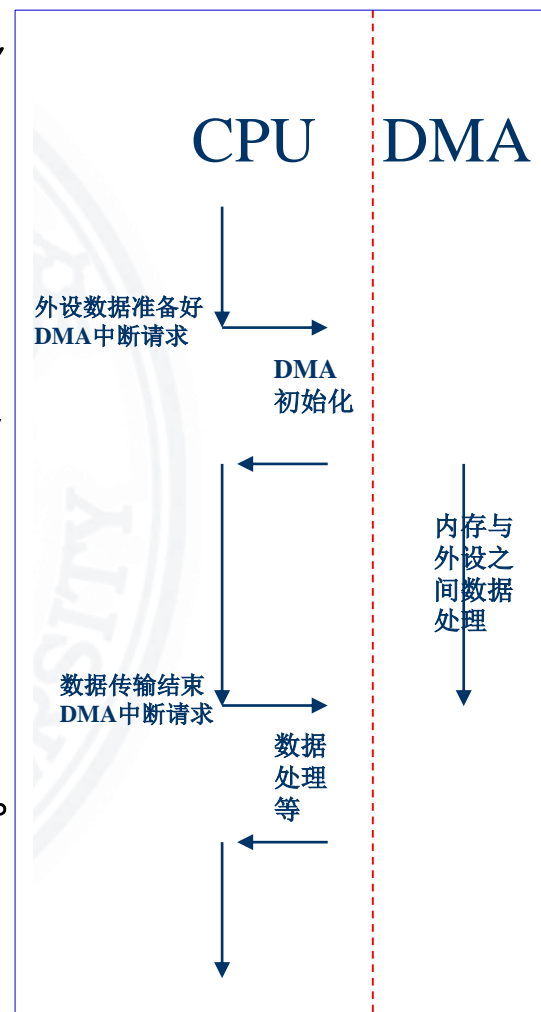 CPU
DMA
外设数据准备好
DMA中断请求
DMA
初始化
内存与
外设之
间数据
处理
数据传输结束
DMA中断请求
数据
处理
等